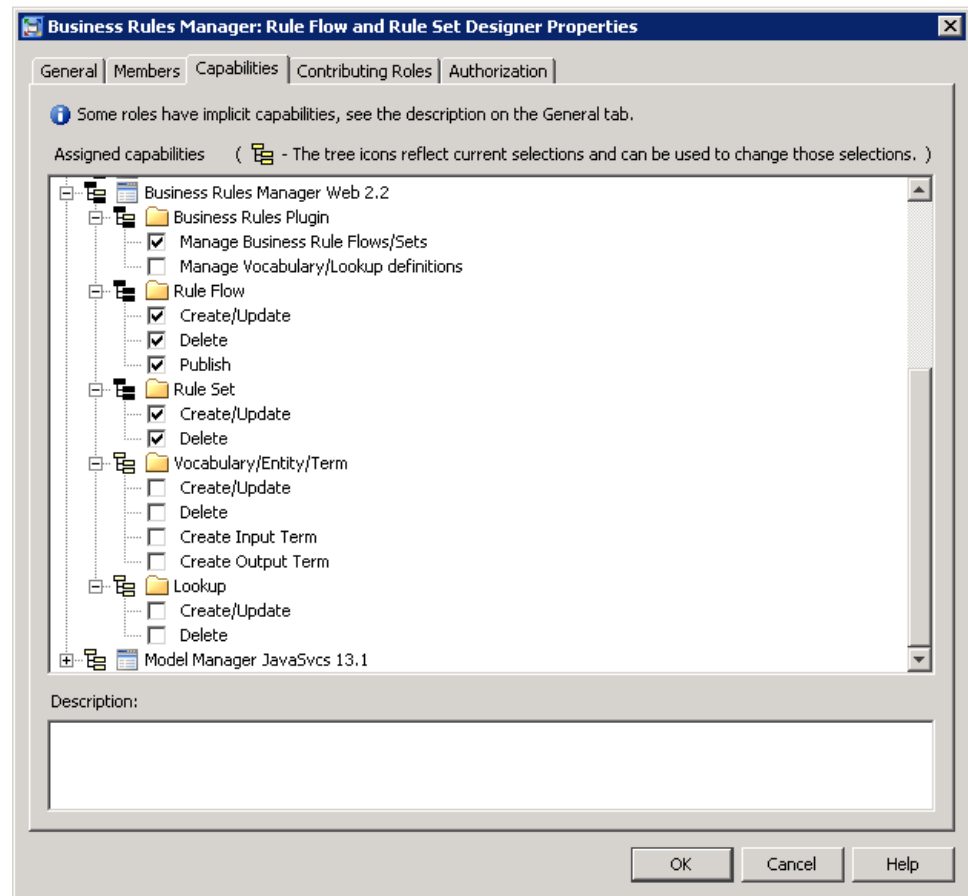 Business Rules Manager: Rule Flow and Rule Set Designer Properties
General Members Capabilities Contributing Roles Authorization
Some roles have implicit capabilities, see the description on the General tab.
Assigned capabilities ( - The tree icons reflect current selections and can be used to change those selections. )
Business Rules Manager Web 2.2
Business Rules Plugin
Manage Business Rule Flows/Sets
Manage Vocabulary/Lookup definitions
Rule Flow
Create/Update
Delete
Publish
Rule Set
Create/Update
Delete
Vocabulary/Entity/Term
Create/Update
Delete
Create Input Term
Create Output Term
Lookup
Create/Update
Delete
Model Manager JavaSvcs 13.1
Description:
OK Cancel Help